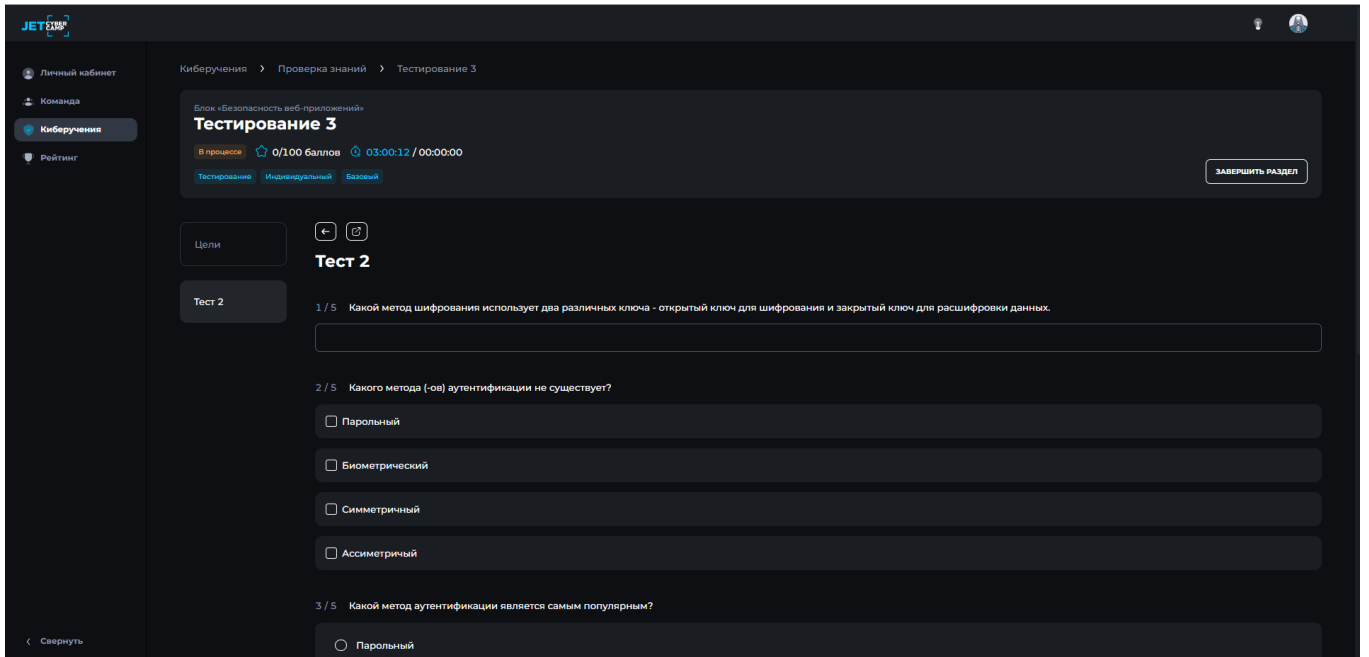 JET CYBER CAMP
Личный кабинет
Команда
Киберучения
Рейтинг
Свернуть
Киберучения > Проверка знаний > Тестирование 3
Блок «Безопасность веб-приложений»
Тестирование 3
В процессе 0/100 баллов 03:00:12 / 00:00:00
Тестирование Индивидуальный Базовый
ЗАВЕРШИТЬ РАЗДЕЛ
Цели
Тест 2
Тест 2
1 / 5 Какой метод шифрования использует два различных ключа - открытый ключ для шифрования и закрытый ключ для расшифровки данных.
2 / 5 Какого метода (-ов) аутентификации не существует?
Парольный
Биометрический
Симметричный
Ассиметричый
3 / 5 Какой метод аутентификации является самым популярным?
Парольный